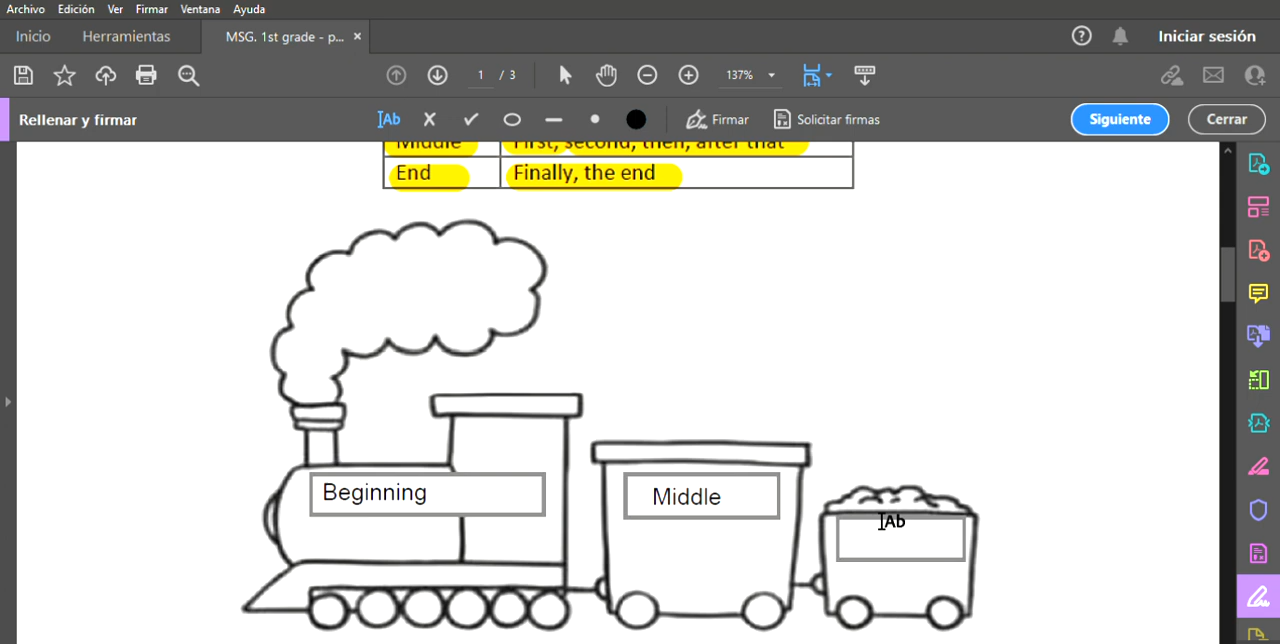 Archivo Edición Ver Firmar Ventana Ayuda
Inicio Herramientas MSG. 1st grade - p... × Iniciar sesión
1 / 3 137%
Rellenar y firmar Ab Firmar Solicitar firmas Siguiente Cerrar
Middle First, second, then, after that
End Finally, the end
Beginning Middle
Ab